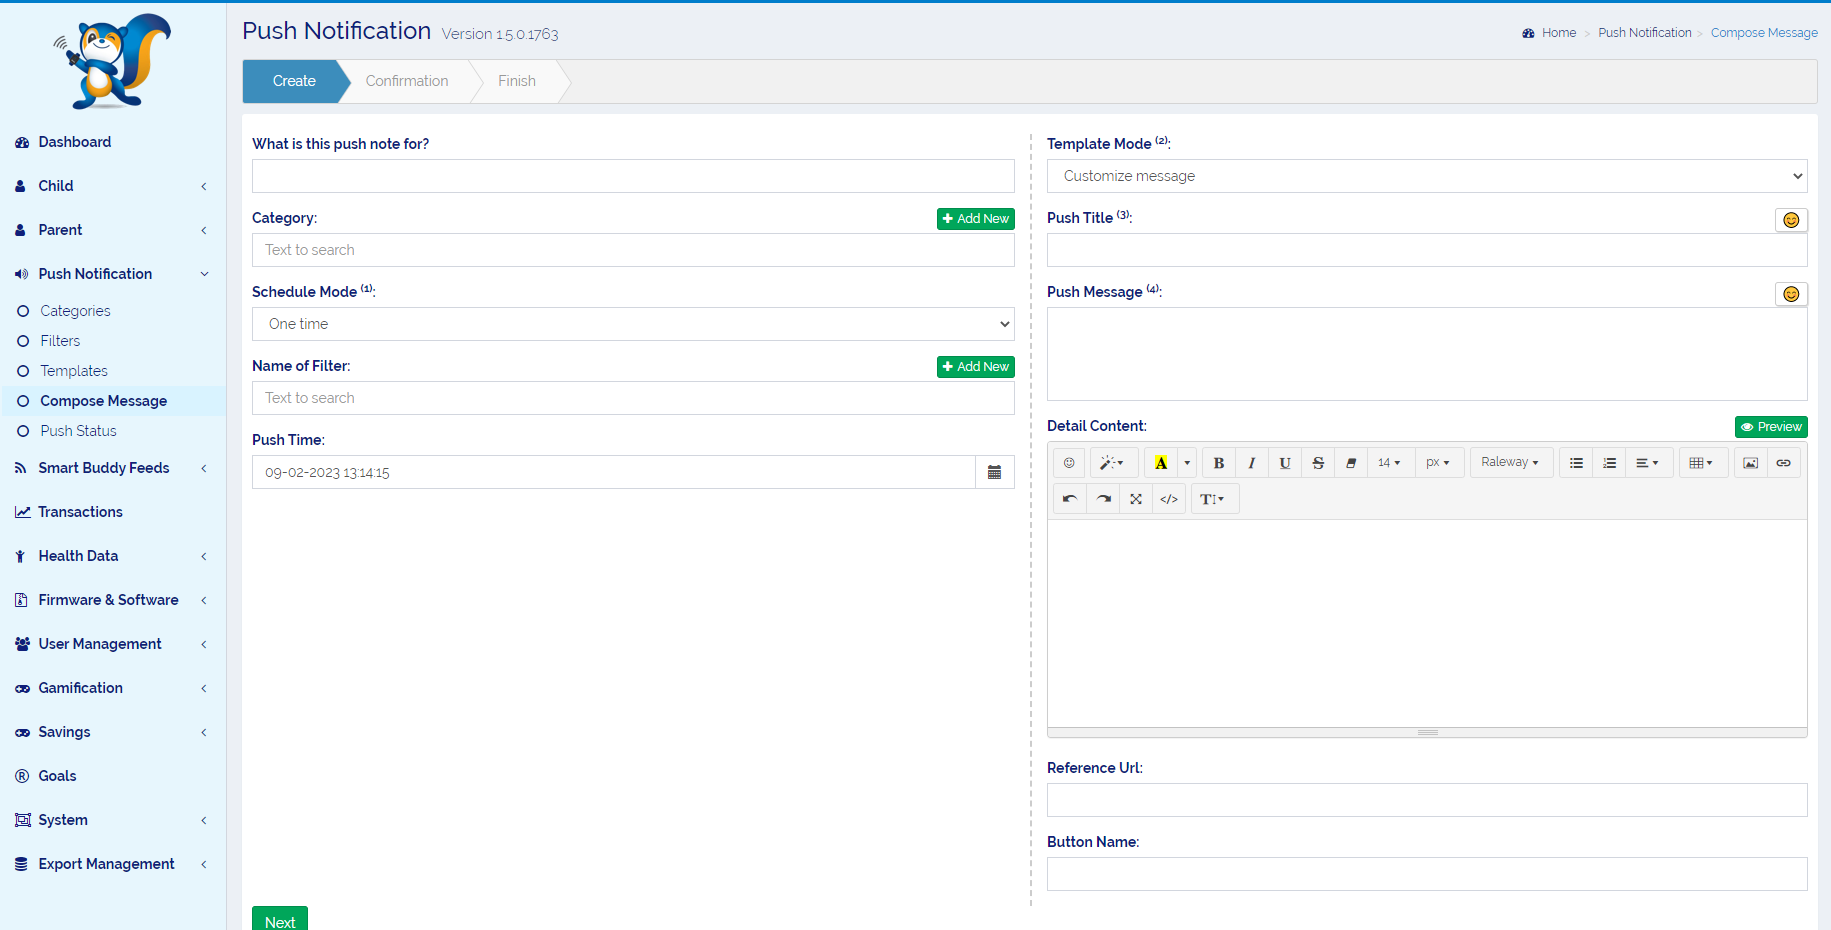 Push Notification Version 1.5.0.1763
Home > Push Notification > Compose Message
Create Confirmation Finish
Dashboard
Child
Parent
Push Notification
Categories
Filters
Templates
Compose Message
Push Status
Smart Buddy Feeds
Transactions
Health Data
Firmware & Software
User Management
Gamification
Savings
Goals
System
Export Management
What is this push note for?
Category:
Add New
Text to search
Schedule Mode (1):
One time
Name of Filter:
Add New
Text to search
Push Time:
09-02-2023 13:14:15
Next
Template Mode (2):
Customize message
Push Title (3):
Push Message (4):
Detail Content:
Preview
A B I U S 14 px Raleway
</> T
Reference Url:
Button Name: